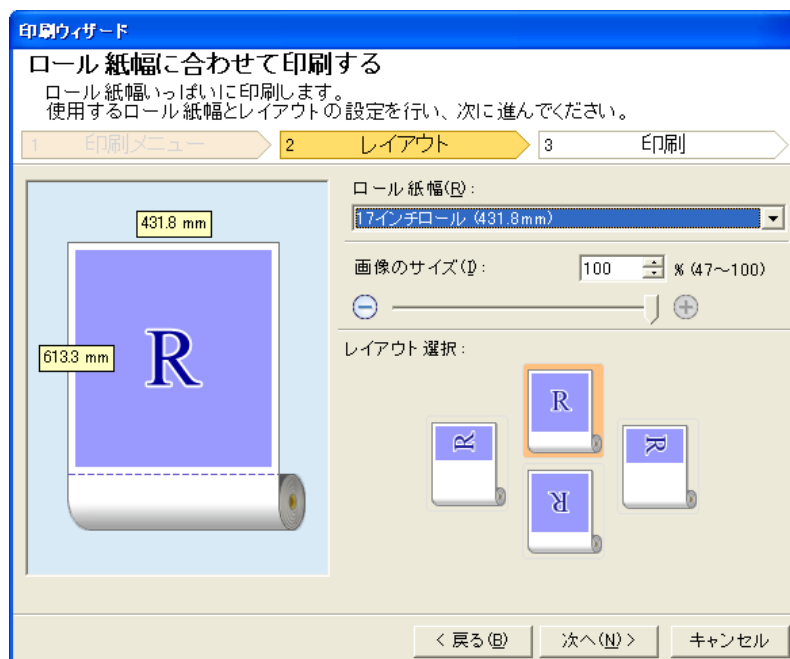 印刷ウィザード
ロール紙幅に合わせて印刷する
ロール紙幅いっぱいに印刷します。
使用するロール紙幅とレイアウトの設定を行い、次に進んでください。
1 印刷メニュー 2 レイアウト 3 印刷
ロール紙幅(R):
17インチロール (431.8mm)
431.8 mm
画像のサイズ(I): 100 % (47～100)
613.3 mm
R
レイアウト選択:
R
R
R
R
< 戻る(B) 次へ(N) > キャンセル